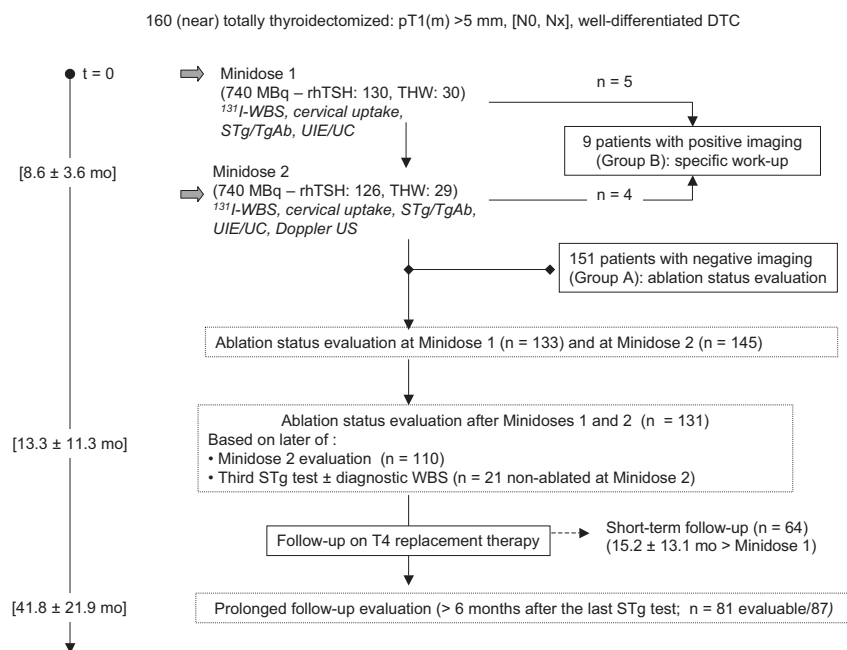 160 (near) totally thyroidectomized: pT1(m) >5 mm, [N0, Nx], well-differentiated DTC
t = 0
Minidose 1
(740 MBq – rhTSH: 130, THW: 30)
131I-WBS, cervical uptake,
STg/TgAb, UIE/UC
n = 5
9 patients with positive imaging
(Group B): specific work-up
[8.6 ± 3.6 mo]
Minidose 2
(740 MBq – rhTSH: 126, THW: 29)
131I-WBS, cervical uptake, STg/TgAb,
UIE/UC, Doppler US
n = 4
151 patients with negative imaging
(Group A): ablation status evaluation
Ablation status evaluation at Minidose 1 (n = 133) and at Minidose 2 (n = 145)
[13.3 ± 11.3 mo]
Ablation status evaluation after Minidoses 1 and 2 (n = 131)
Based on later of :
• Minidose 2 evaluation (n = 110)
• Third STg test ± diagnostic WBS (n = 21 non-ablated at Minidose 2)
Follow-up on T4 replacement therapy
Short-term follow-up (n = 64)
(15.2 ± 13.1 mo > Minidose 1)
[41.8 ± 21.9 mo]
Prolonged follow-up evaluation (> 6 months after the last STg test; n = 81 evaluable/87)